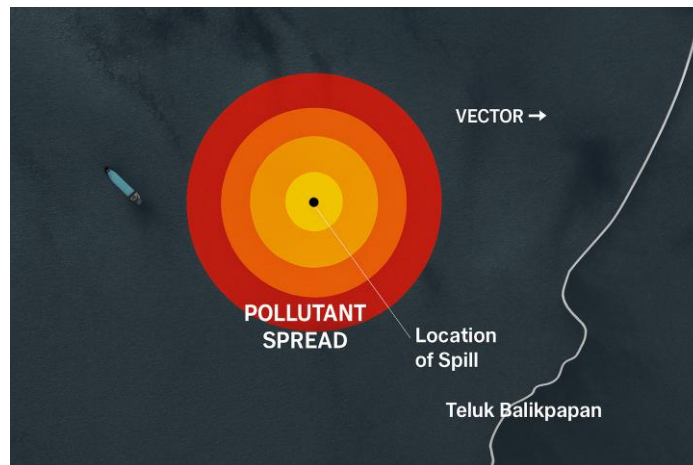 VECTOR →
POLLUTANT
SPREAD
Location
of Spill
Teluk Balikpapan